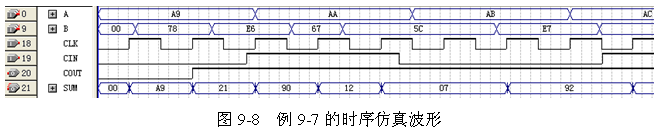 0 A A9 AA AB AC
9 B 00 78 E6 67 5C E7
18 CLK
19 CIN
20 COUT
21 SUM 00 A9 21 90 12 07 92
图 9-8 例 9-7 的时序仿真波形